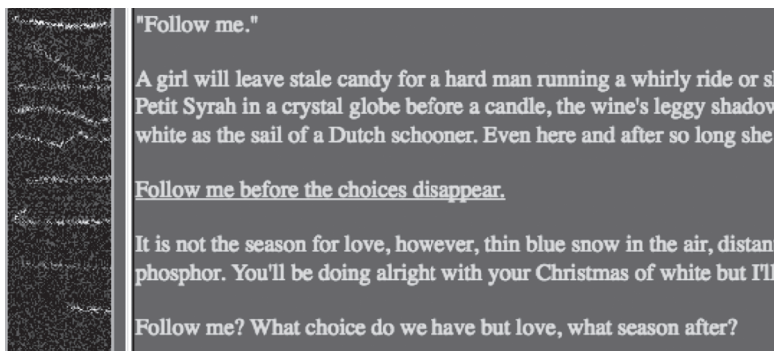 "Follow me."
A girl will leave stale candy for a hard man running a whirly ride or
Petit Syrah in a crystal globe before a candle, the wine's leggy shadow
white as the sail of a Dutch schooner. Even here and after so long she
Follow me before the choices disappear.
It is not the season for love, however, thin blue snow in the air,
phosphor. You'll be doing alright with your Christmas of white but I'll
Follow me? What choice do we have but love, what season after?